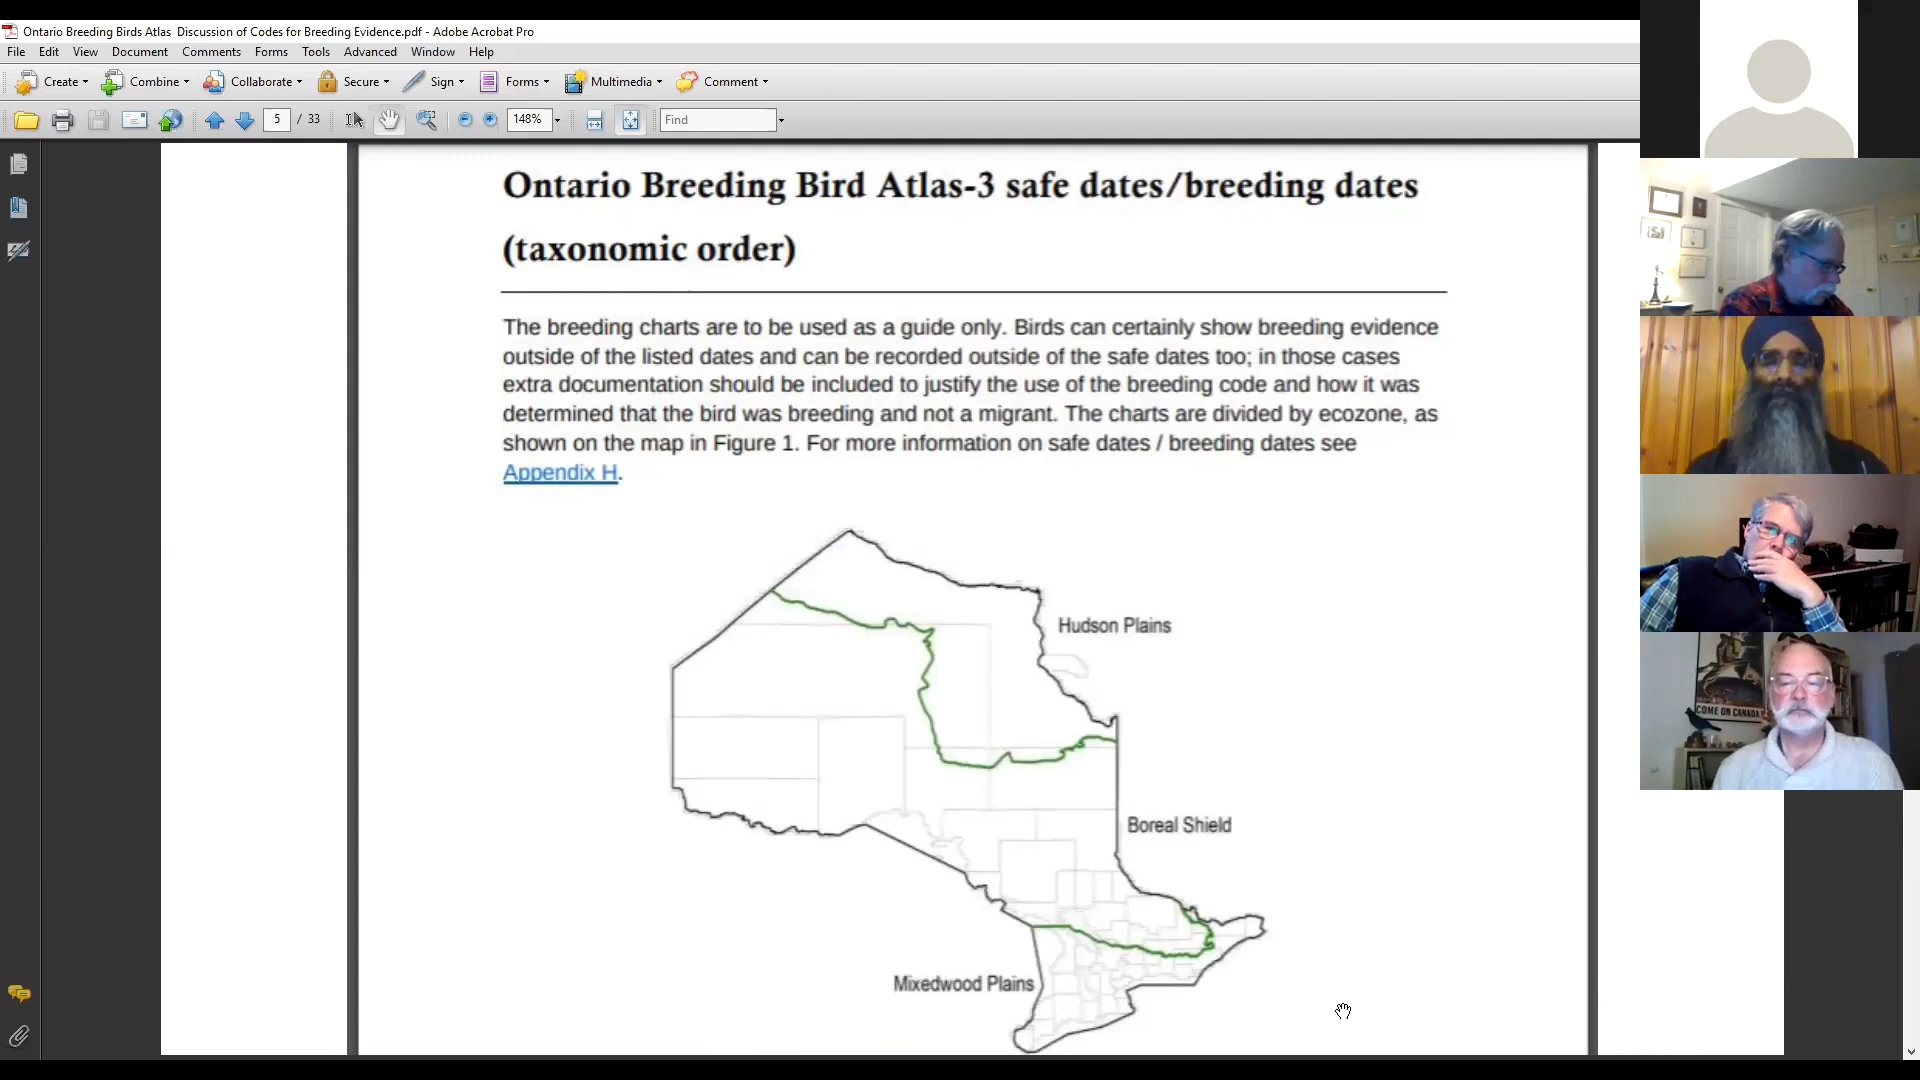 Ontario Breeding Birds Atlas  Discussion of Codes for Breeding Evidence.pdf - Adobe Acrobat Pro
File Edit View Document Comments Forms Tools Advanced Window Help
Create Combine Collaborate Secure Sign Forms Multimedia Comment
5 / 33 148% Find
Ontario Breeding Bird Atlas-3 safe dates/breeding dates
(taxonomic order)
The breeding charts are to be used as a guide only. Birds can certainly show breeding evidence
outside of the listed dates and can be recorded outside of the safe dates too; in those cases
extra documentation should be included to justify the use of the breeding code and how it was
determined that the bird was breeding and not a migrant. The charts are divided by ecozone, as
shown on the map in Figure 1. For more information on safe dates / breeding dates see
Appendix H.
Hudson Plains
Boreal Shield
Mixedwood Plains
COME ON CANADA